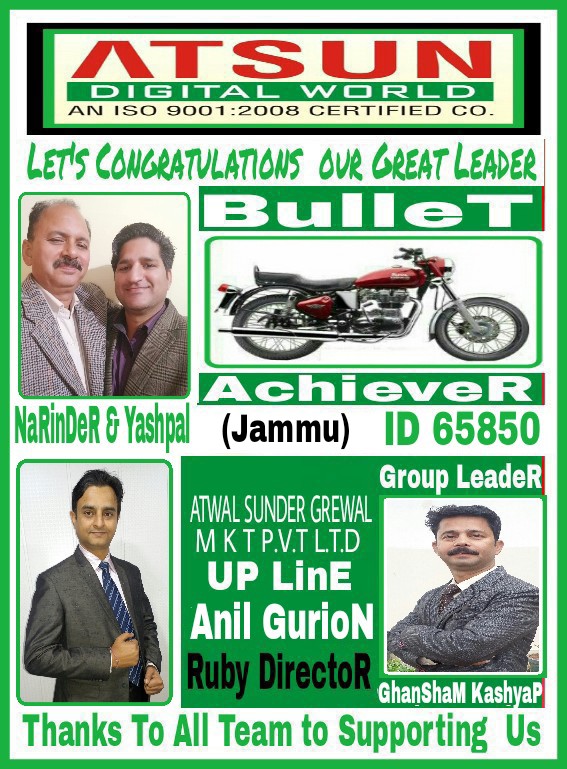 ATSUN
DIGITAL WORLD
AN ISO 9001:2008 CERTIFIED CO.
LET'S CONGRATULATIONS OUR GREAT LEADER
BulleT
AchieveR
NaRinDeR & Yashpal
(Jammu)
ID 65850
Group LeadeR
ATWAL SUNDER GREWAL
M K T P.V.T L.T.D
UP LinE
Anil GurioN
Ruby DirectoR
GhanShaM KashyaP
Thanks To All Team to Supporting Us